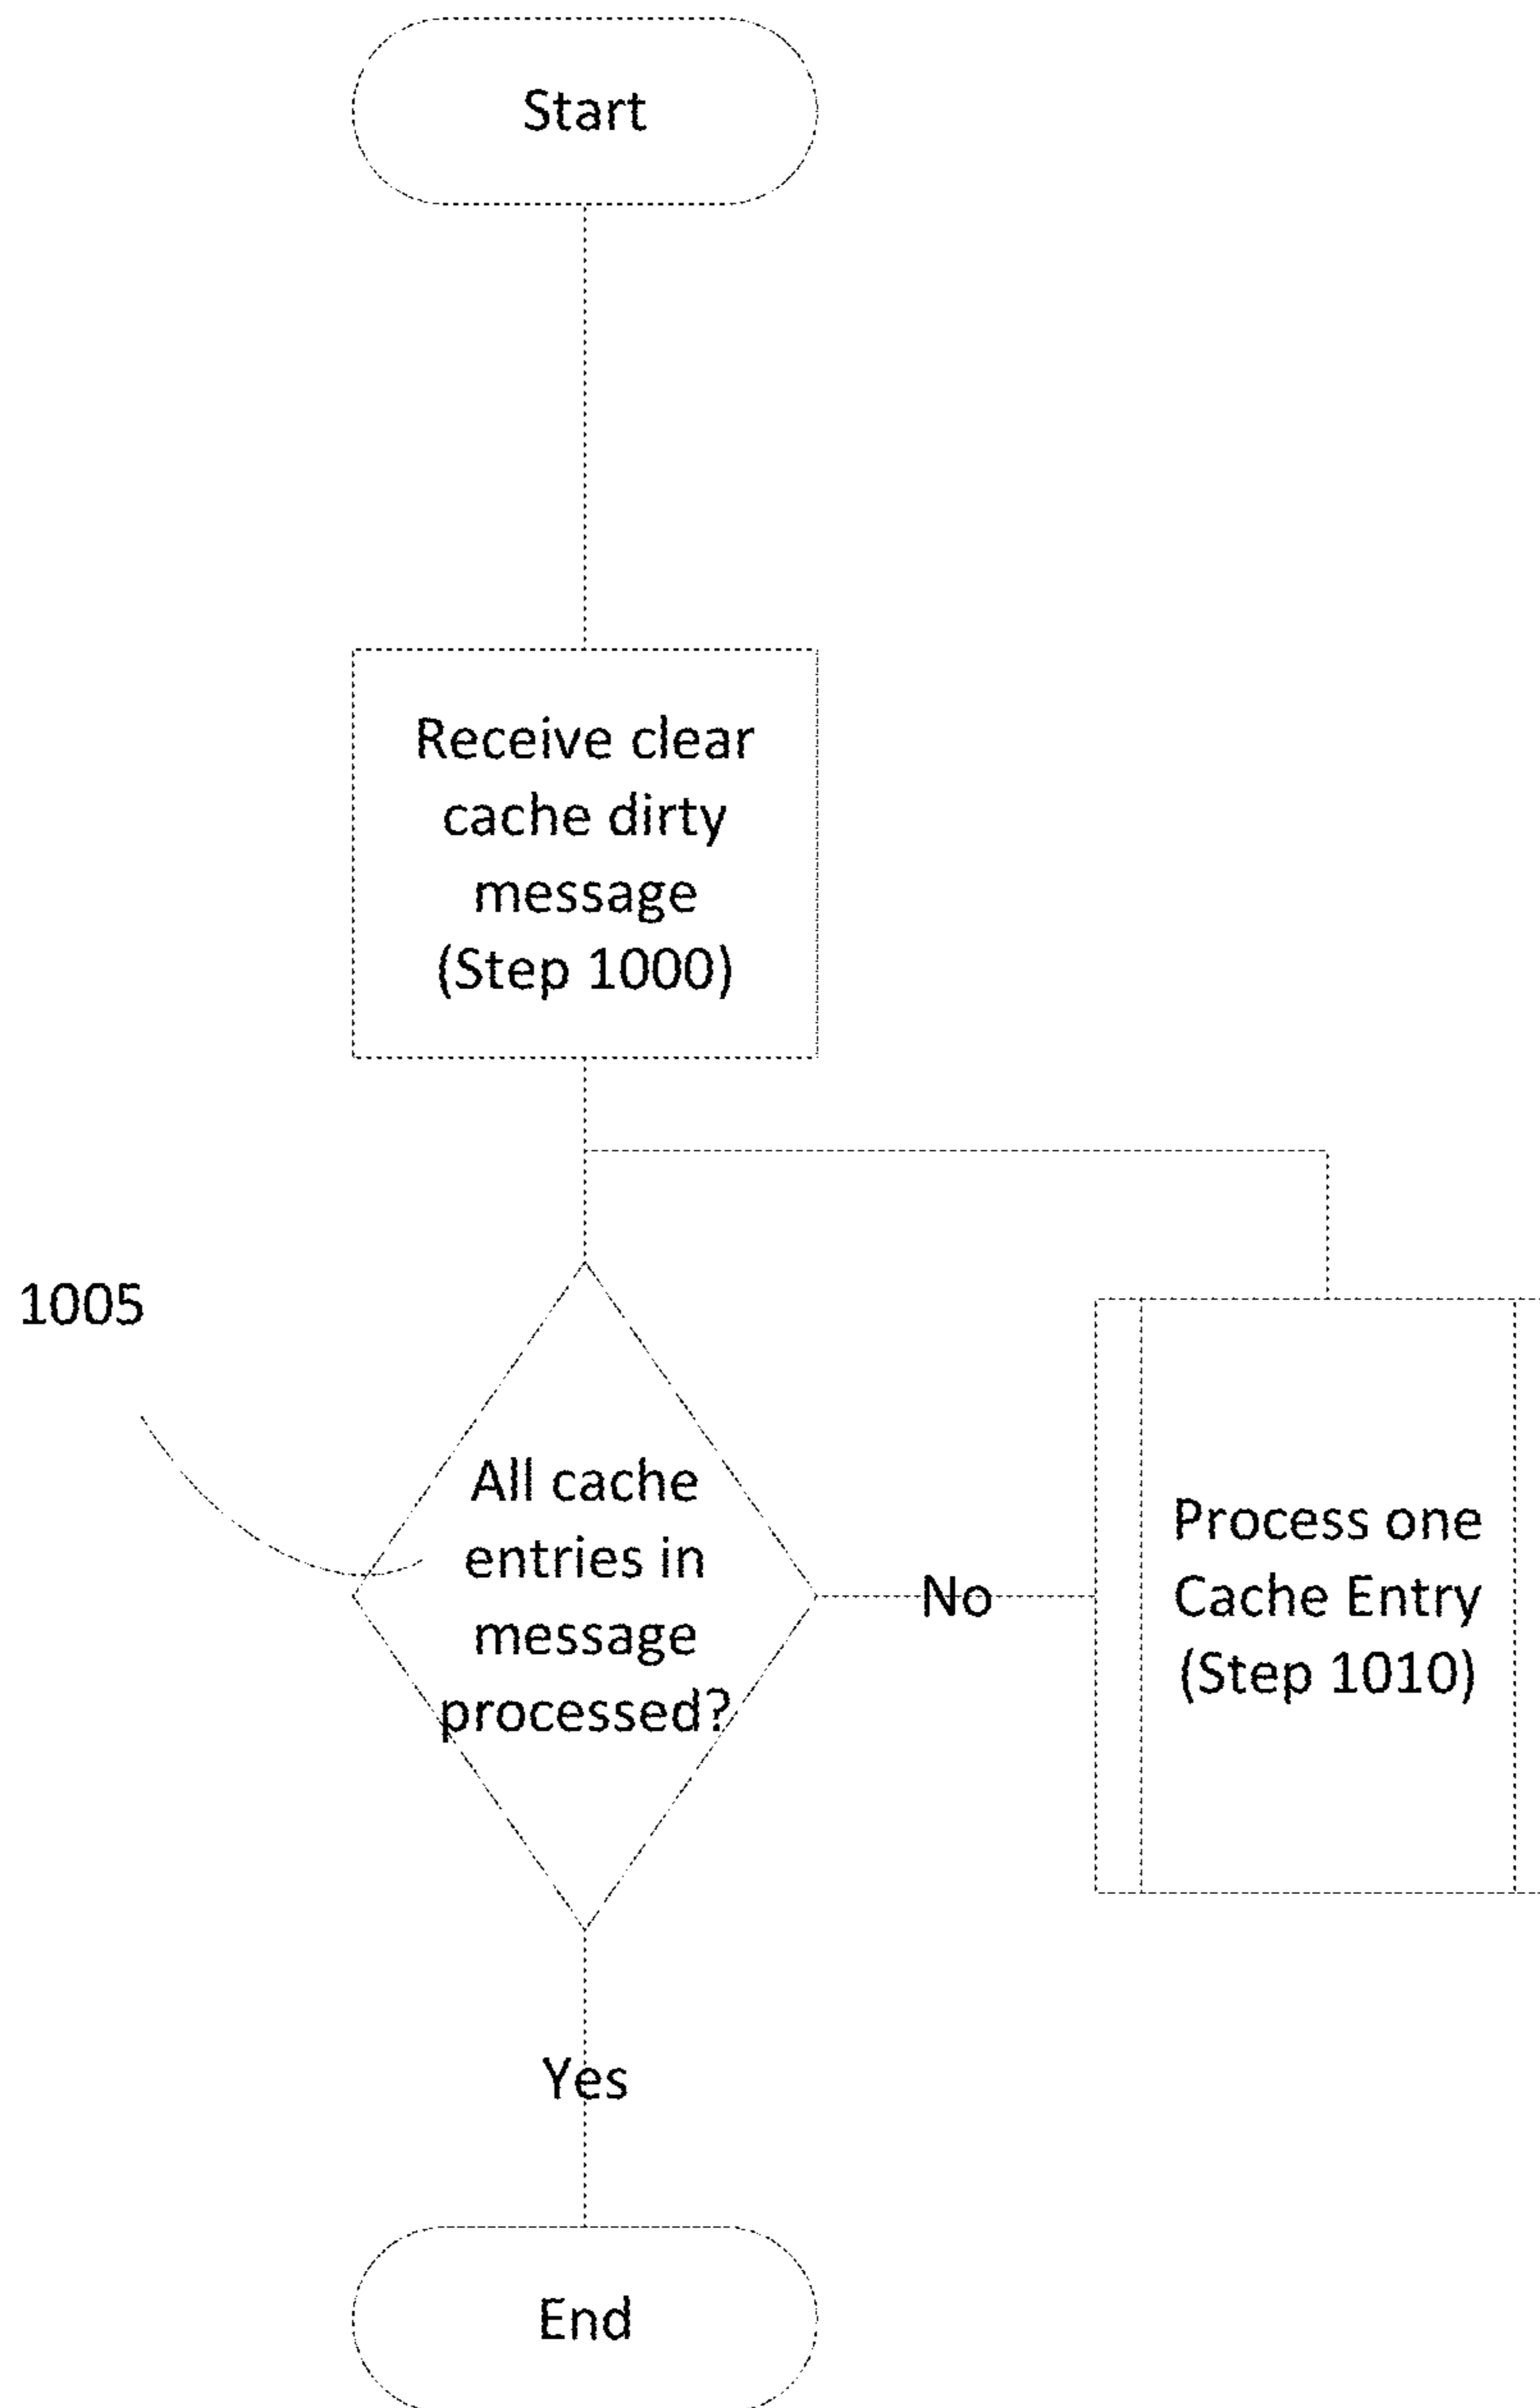 Start
Receive clear
cache dirty
message
(Step 1000)
1005
All cache
entries in
message
processed?
No
Process one
Cache Entry
(Step 1010)
Yes
End